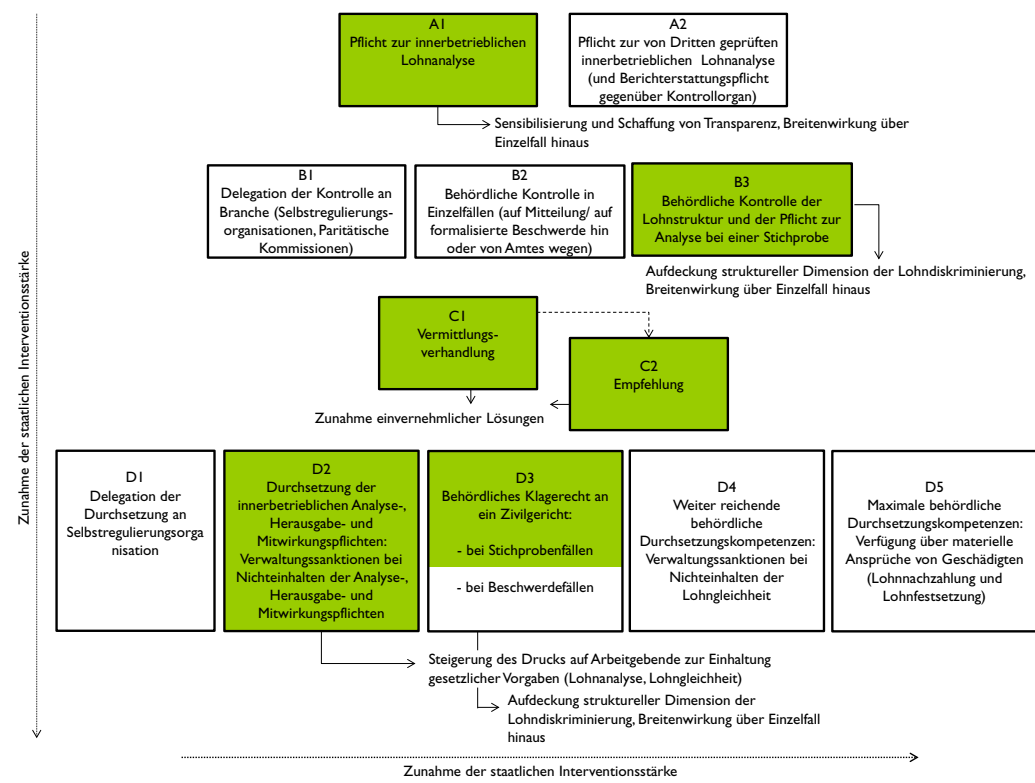 A1
Pflicht zur innerbetrieblichen
Lohnanalyse
A2
Pflicht zur von Dritten geprüften
innerbetrieblichen Lohnanalyse
(und Berichterstattungspflicht
gegenüber Kontrollorgan)
Sensibilisierung und Schaffung von Transparenz, Breitenwirkung über
Einzelfall hinaus
B1
Delegation der Kontrolle an
Branche (Selbstregulierungs-
organisationen, Paritätische
Kommissionen)
B2
Behördliche Kontrolle in
Einzelfällen (auf Mitteilung/ auf
formalisierte Beschwerde hin
oder von Amtes wegen)
B3
Behördliche Kontrolle der
Lohnstruktur und der Pflicht zur
Analyse bei einer Stichprobe
Aufdeckung struktureller Dimension der Lohndiskriminierung,
Breitenwirkung über Einzelfall hinaus
C1
Vermittlungs-
verhandlung
C2
Empfehlung
Zunahme einvernehmlicher Lösungen
D1
Delegation der
Durchsetzung an
Selbstregulierungsorga
nisation
D2
Durchsetzung der
innerbetrieblichen Analyse-,
Herausgabe- und
Mitwirkungspflichten:
Verwaltungssanktionen bei
Nichteinhalten der Analyse-,
Herausgabe- und
Mitwirkungspflichten
D3
Behördliches Klagerecht an
ein Zivilgericht:
- bei Stichprobenfällen
- bei Beschwerdefällen
D4
Weiter reichende
behördliche
Durchsetzungskompetenzen:
Verwaltungssanktionen bei
Nichteinhalten der
Lohngleichheit
D5
Maximale behördliche
Durchsetzungskompetenzen:
Verfügung über materielle
Ansprüche von Geschädigten
(Lohnnachzahlung und
Lohnfestsetzung)
Steigerung des Drucks auf Arbeitgebende zur Einhaltung
gesetzlicher Vorgaben (Lohnanalyse, Lohngleichheit)
Aufdeckung struktureller Dimension der
Lohndiskriminierung, Breitenwirkung über Einzelfall
hinaus
Zunahme der staatlichen Interventionsstärke
Zunahme der staatlichen Interventionsstärke